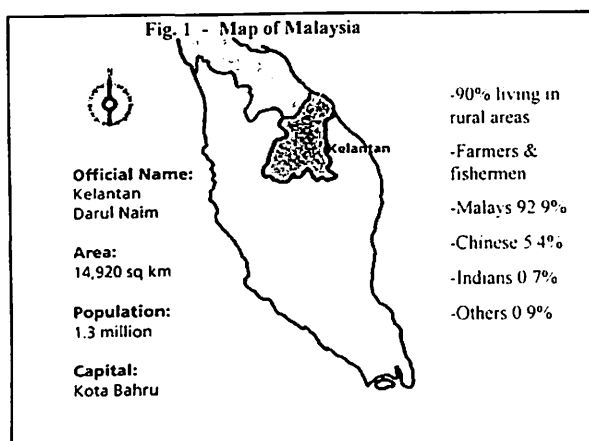 Fig. 1 - Map of Malaysia
N
Kelantan
Official Name:
Kelantan
Darul Naim
Area:
14,920 sq km
Population:
1.3 million
Capital:
Kota Bahru
-90% living in
rural areas
-Farmers &
fishermen
-Malays 92 9%
-Chinese 5 4%
-Indians 0 7%
-Others 0 9%